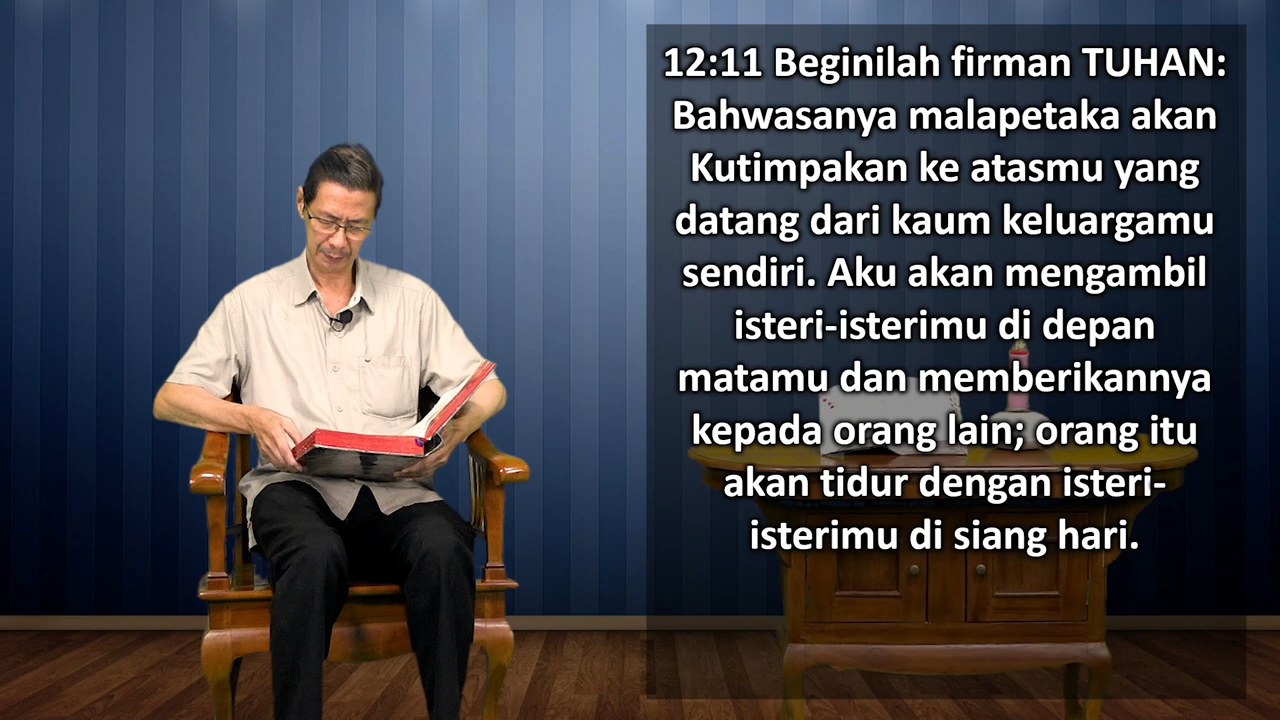 12:11 Beginilah firman TUHAN:
Bahwasanya malapetaka akan
Kutimpakan ke atasmu yang
datang dari kaum keluargamu
sendiri. Aku akan mengambil
isteri-isterimu di depan
matamu dan memberikannya
kepada orang lain; orang itu
akan tidur dengan isteri-
isterimu di siang hari.